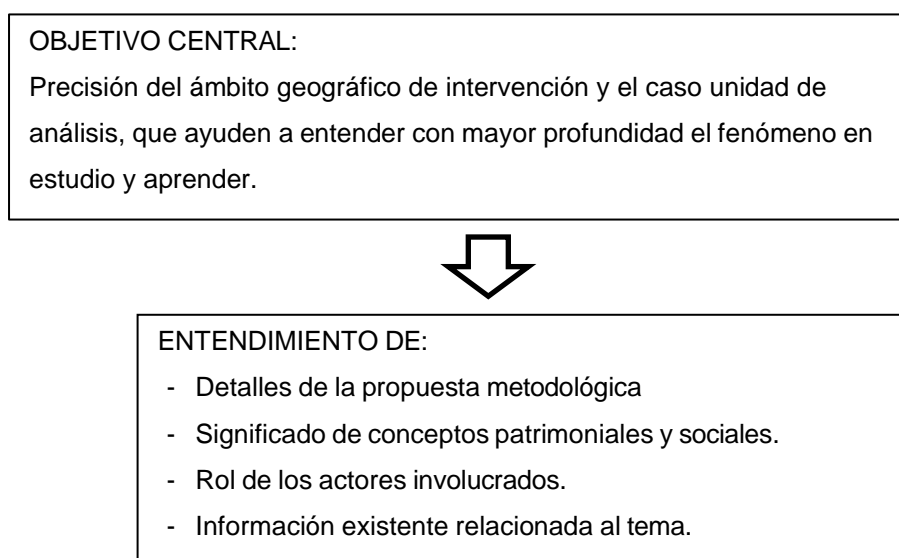 OBJETIVO CENTRAL:
Precisión del ámbito geográfico de intervención y el caso unidad de
análisis, que ayuden a entender con mayor profundidad el fenómeno en
estudio y aprender.
ENTENDIMIENTO DE:
- Detalles de la propuesta metodológica
- Significado de conceptos patrimoniales y sociales.
- Rol de los actores involucrados.
- Información existente relacionada al tema.